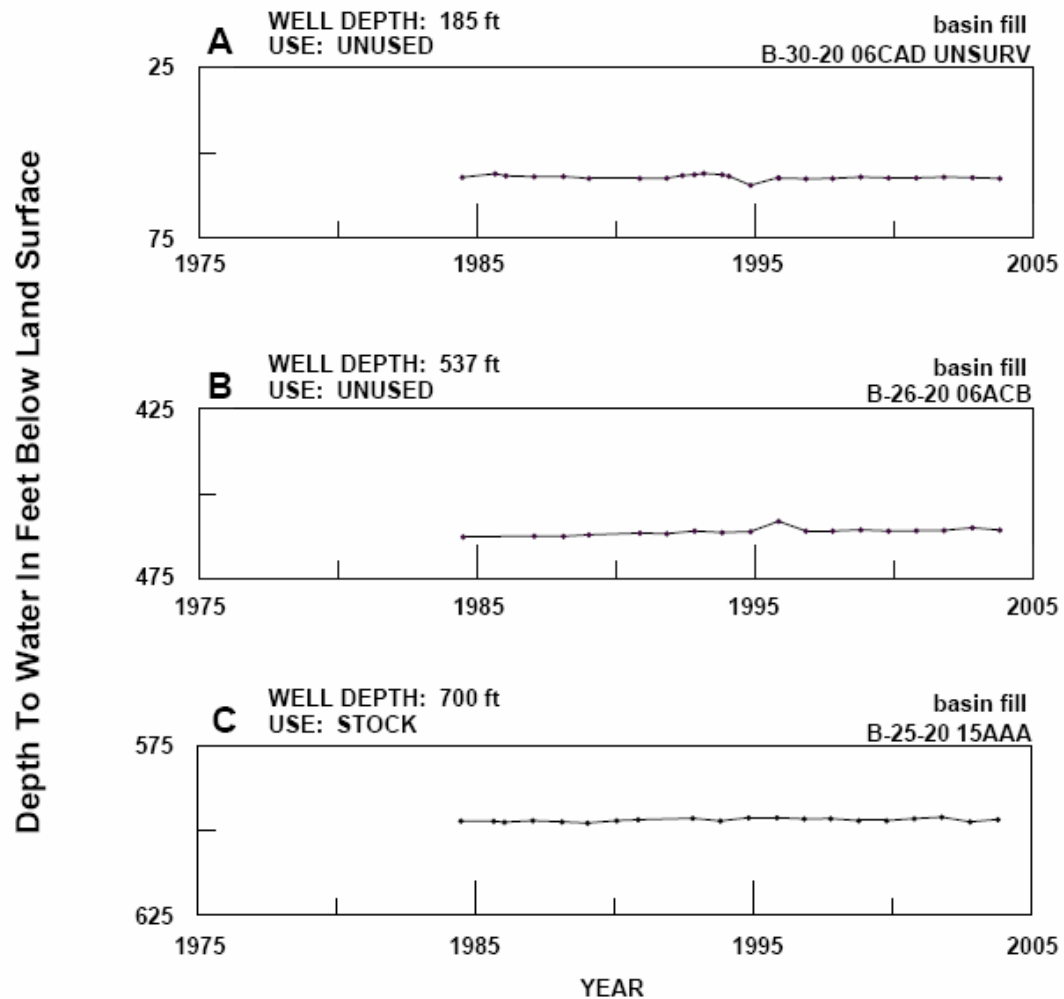 Depth To Water In Feet Below Land Surface
A
WELL DEPTH: 185 ft
USE: UNUSED
basin fill
B-30-20 06CAD UNSURV
25
75
1975 1985 1995 2005
B
WELL DEPTH: 537 ft
USE: UNUSED
basin fill
B-26-20 06ACB
425
475
1975 1985 1995 2005
C
WELL DEPTH: 700 ft
USE: STOCK
basin fill
B-25-20 15AAA
575
625
1975 1985 1995 2005
YEAR